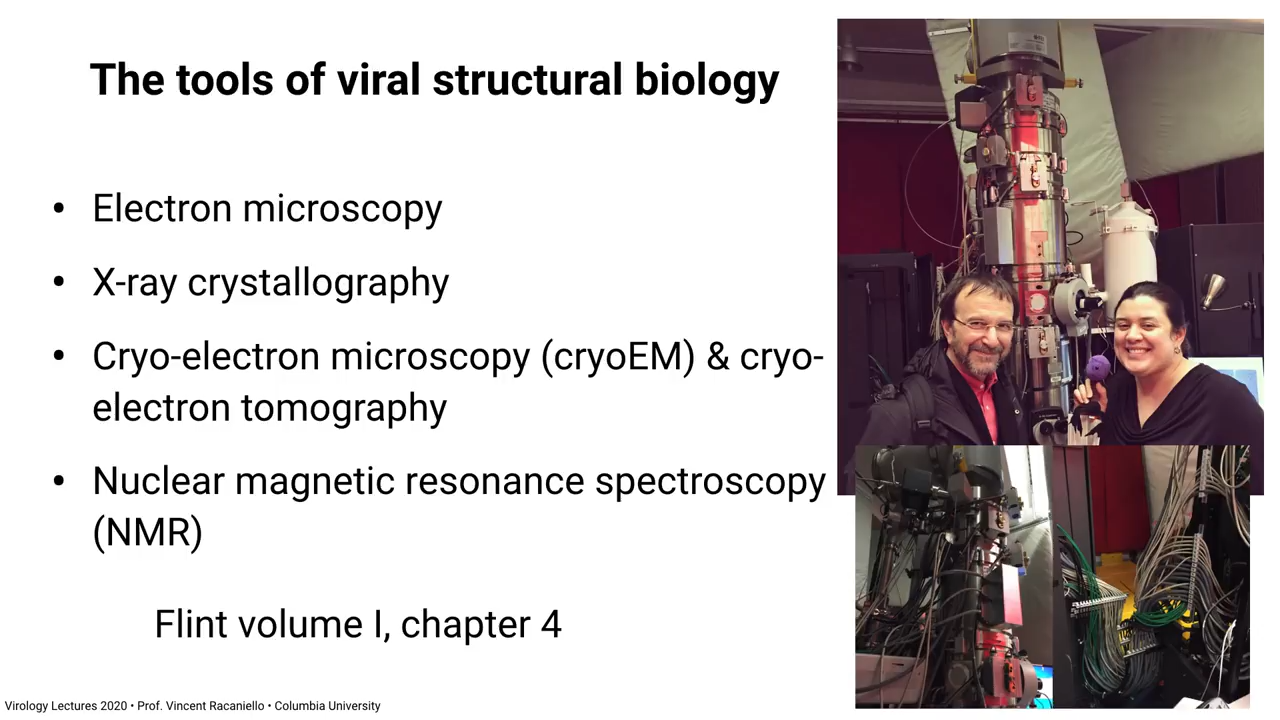 The tools of viral structural biology
• Electron microscopy
• X-ray crystallography
• Cryo-electron microscopy (cryoEM) & cryo-
electron tomography
• Nuclear magnetic resonance spectroscopy
(NMR)
Flint volume I, chapter 4
Virology Lectures 2020 • Prof. Vincent Racaniello • Columbia University